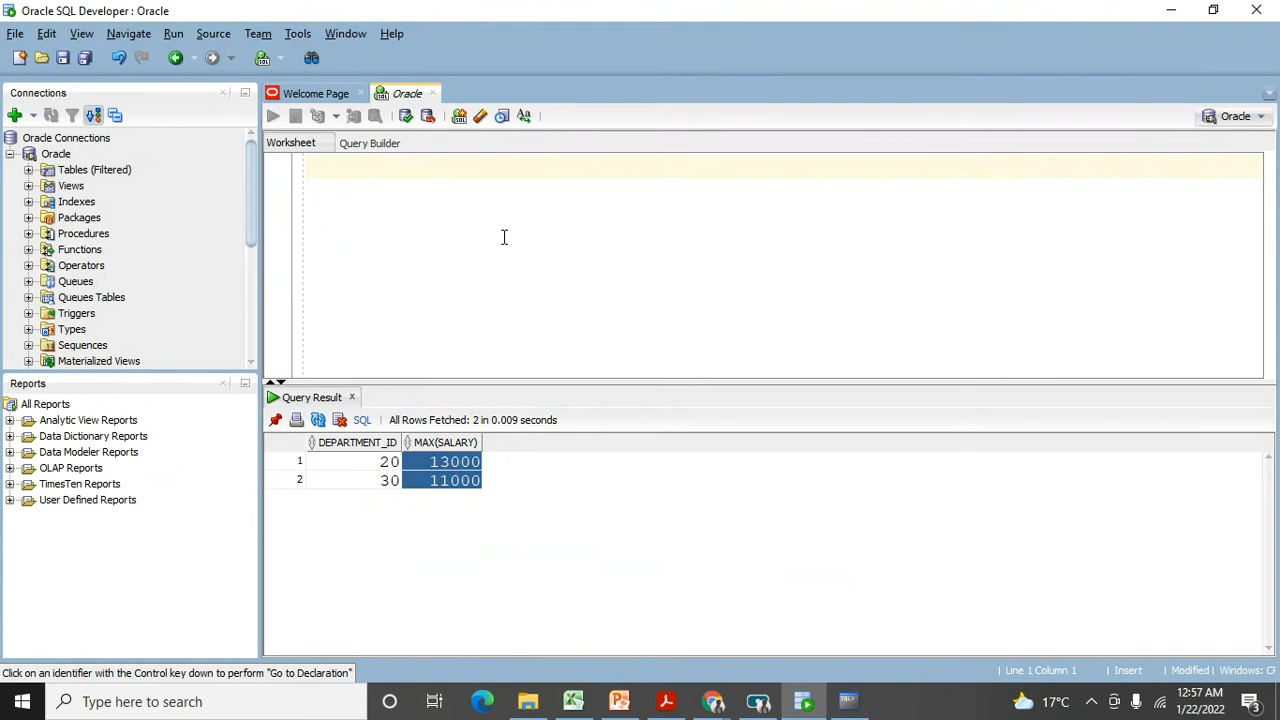 Oracle SQL Developer : Oracle
File Edit View Navigate Run Source Team Tools Window Help
Connections
Oracle Connections
Oracle
Tables (Filtered)
Views
Indexes
Packages
Procedures
Functions
Operators
Queues
Queues Tables
Triggers
Types
Sequences
Materialized Views
Reports
All Reports
Analytic View Reports
Data Dictionary Reports
Data Modeler Reports
OLAP Reports
TimesTen Reports
User Defined Reports
Welcome Page Oracle
Oracle
Worksheet Query Builder
Query Result
SQL All Rows Fetched: 2 in 0.009 seconds
DEPARTMENT_ID MAX(SALARY)
1 20 13000
2 30 11000
Click on an identifier with the Control key down to perform "Go to Declaration"
Line 1 Column 1 Insert Modified Windows: CF
Type here to search
17°C
12:57 AM
1/22/2022
3